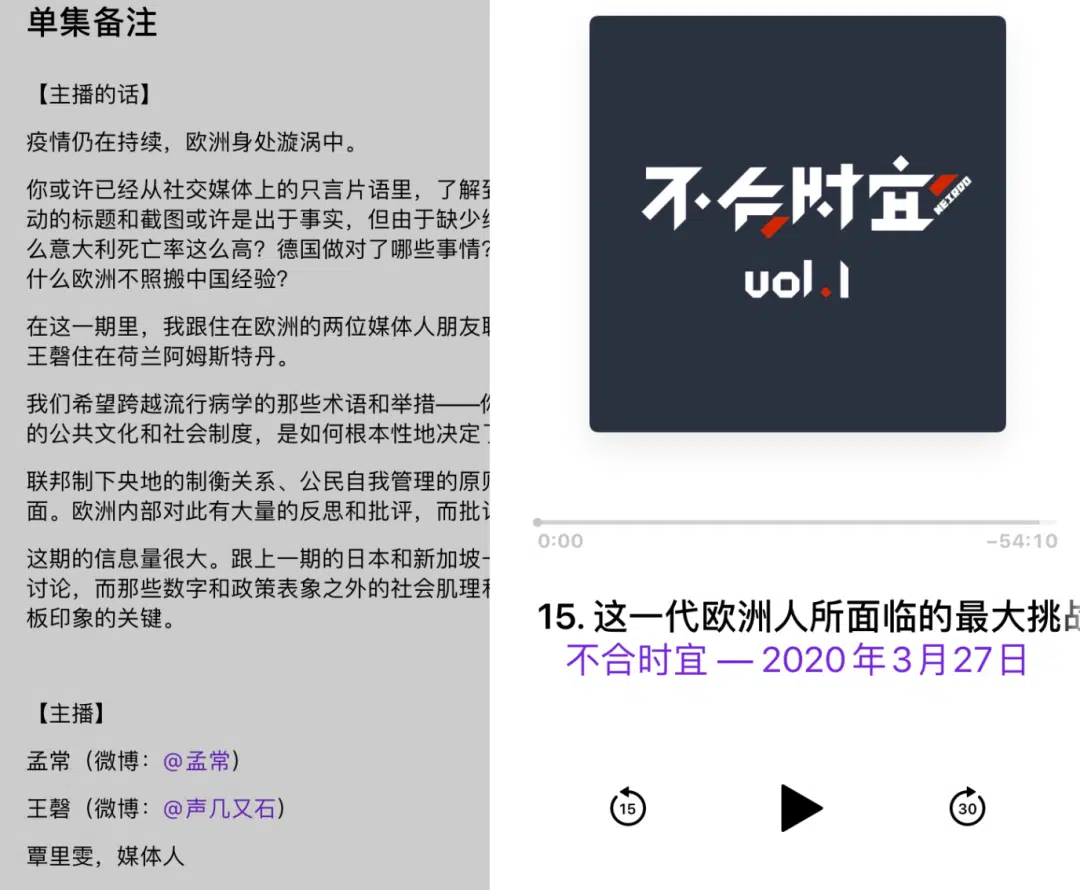 单集备注
【主播的话】
疫情仍在持续，欧洲身处漩涡中。
你或许已经从社交媒体上的只言片语里，了解到
动的标题和截图或许是出于事实，但由于缺少
么意大利死亡率这么高？德国做对了哪些事情？
什么欧洲不照搬中国经验？
在这一期里，我跟住在欧洲的两位媒体人朋友
王磬住在荷兰阿姆斯特丹。
我们希望跨越流行病学的那些术语和举措——你
的公共文化和社会制度，是如何根本性地决定了
联邦制下央地的制衡关系、公民自我管理的原则
面。欧洲内部对此有大量的反思和批评，而批评
这期的信息量很大。跟上一期的日本和新加坡一
讨论，而那些数字和政策表象之外的社会肌理和
板印象的关键。
【主播】
孟常（微博：@孟常）
王磬（微博：@声几又石）
覃里雯，媒体人
不合时宜
NEIRDO
vol.1
0:00
-54:10
15. 这一代欧洲人所面临的最大挑战
不合时宜 — 2020年3月27日
15
30